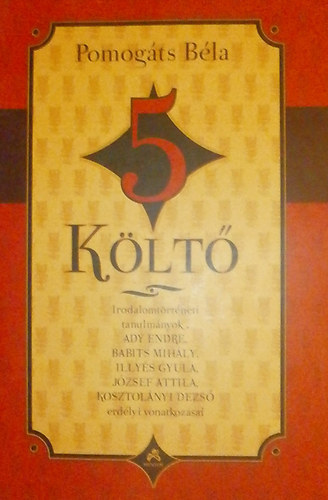 Pomogáts Béla
5
KÖLTŐ
Irodalomtörténeti
tanulmányok
ADY ENDRE,
BABITS MIHÁLY,
ILLYÉS GYULA,
JÓZSEF ATTILA,
KOSZTOLÁNYI DEZSŐ
erdélyi vonatkozásai